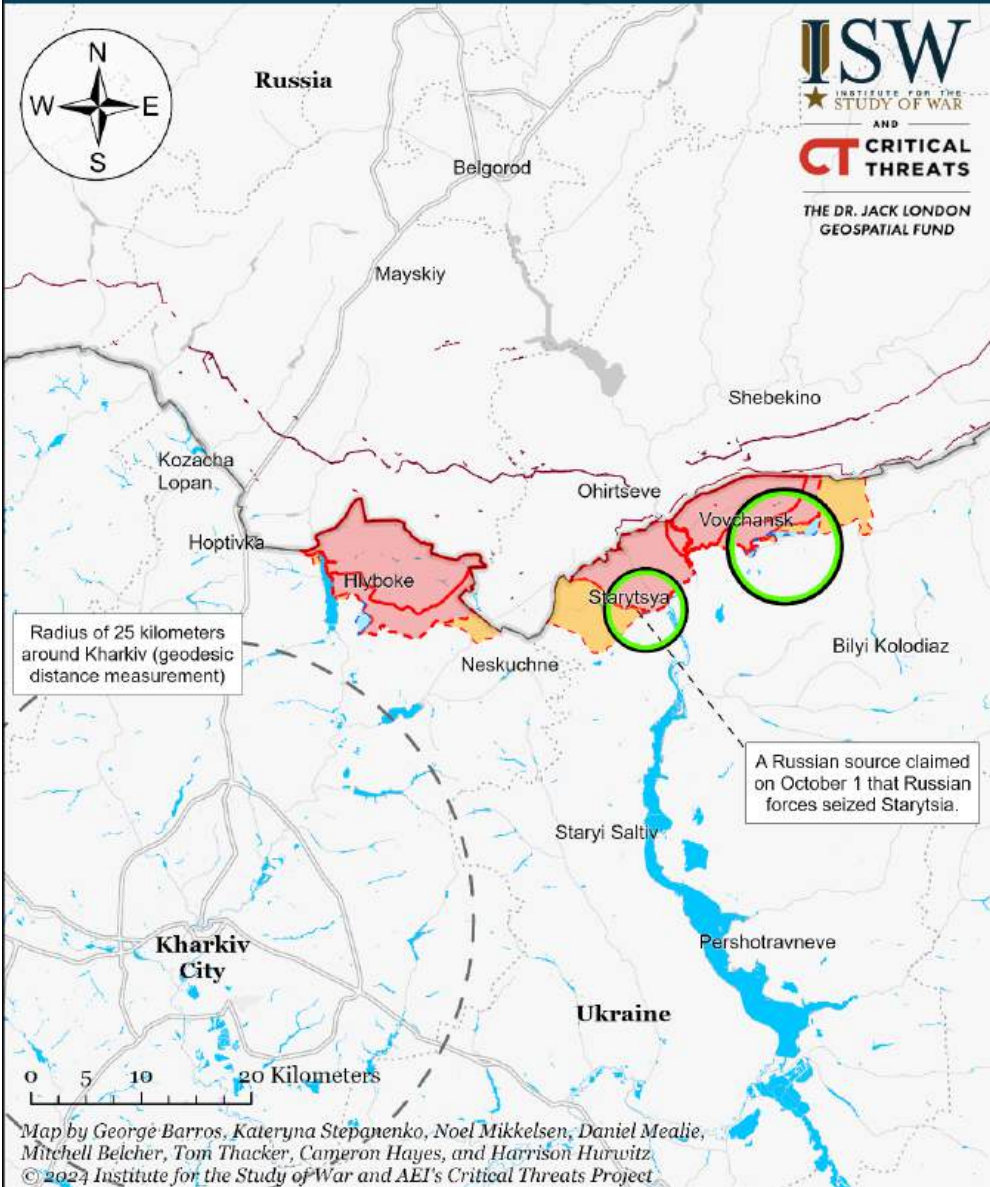 N
W
E
S
Russia
ISW
INSTITUTE FOR THE
STUDY OF WAR
AND
CT CRITICAL
THREATS
THE DR. JACK LONDON
GEOSPATIAL FUND
Belgorod
Mayskiy
Shebekino
Kozacha
Lopan
Ohirtseve
Vovchansk
Hoptivka
Hlyboke
Starytsya
Radius of 25 kilometers
around Kharkiv (geodesic
distance measurement)
Neskuchne
Bilyi Kolodiaz
A Russian source claimed
on October 1 that Russian
forces seized Starytsia.
Staryi Saltiv
Kharkiv
City
Pershotravneve
Ukraine
0 5 10 20 Kilometers
Map by George Barros, Kateryna Stepanenko, Noel Mikkelsen, Daniel Mealie,
Mitchell Belcher, Tom Thacker, Cameron Hayes, and Harrison Hurwitz
© 2024 Institute for the Study of War and AEI's Critical Threats Project